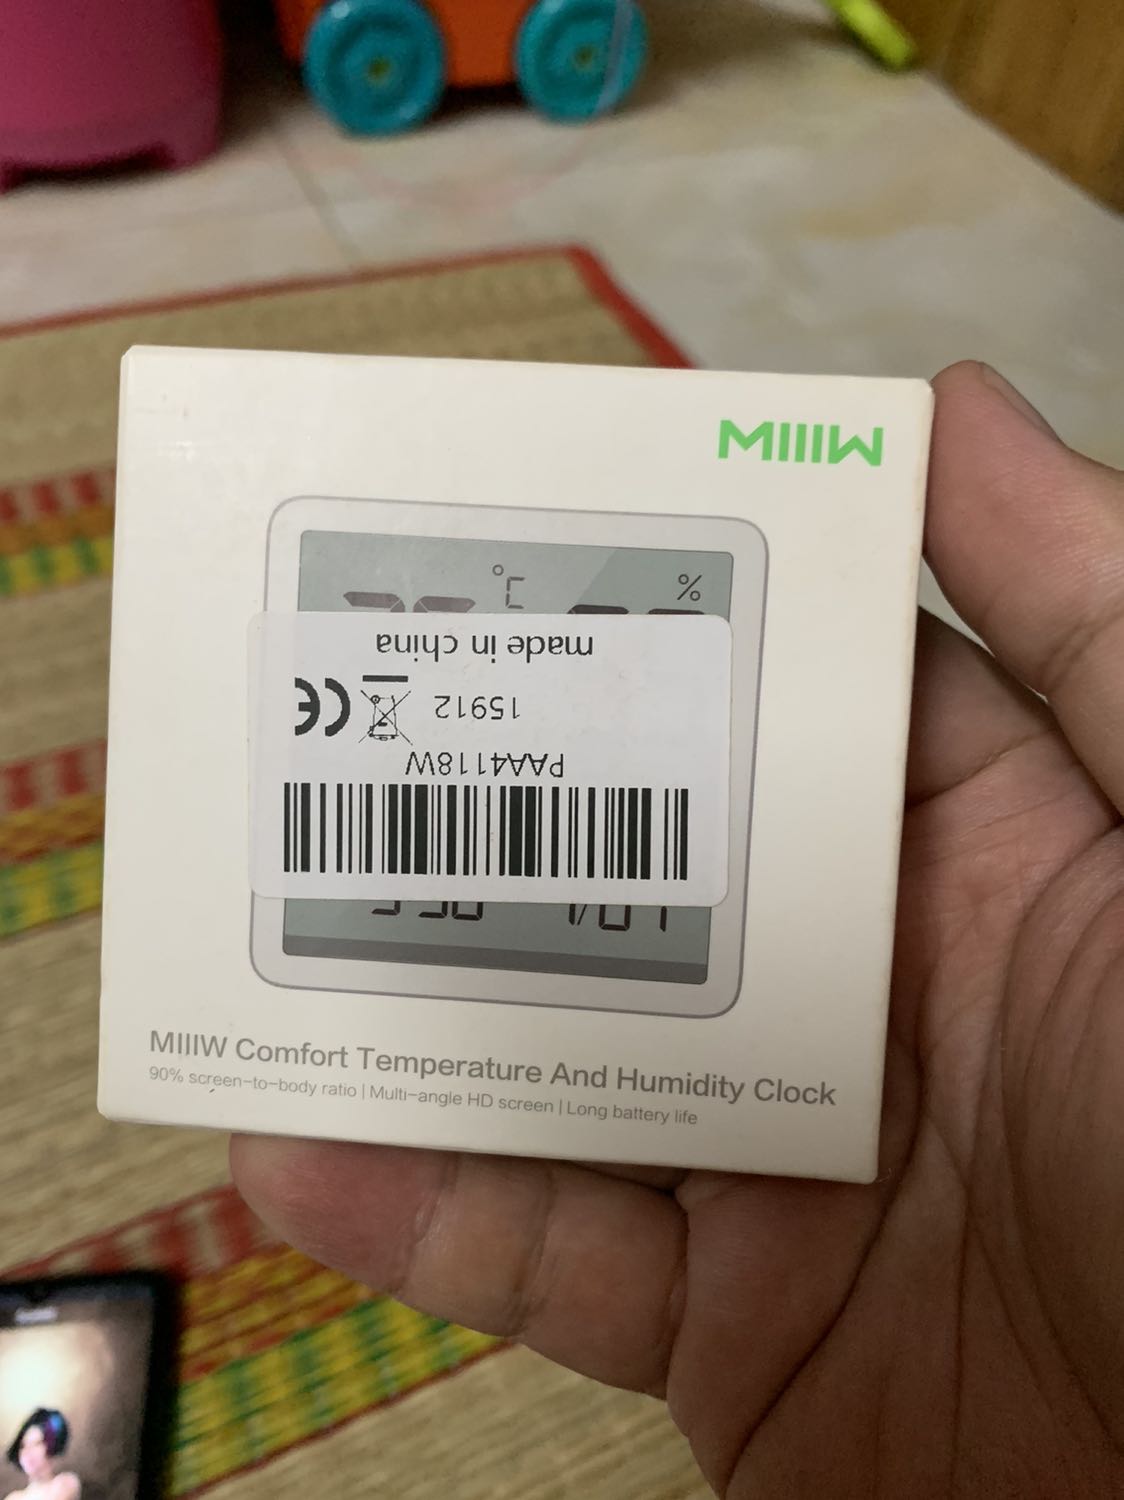 MIIIW
℃
%
made in china
15912
CE
PAA4118W
MIIIW Comfort Temperature And Humidity Clock
90% screen-to-body ratio | Multi-angle HD screen | Long battery life